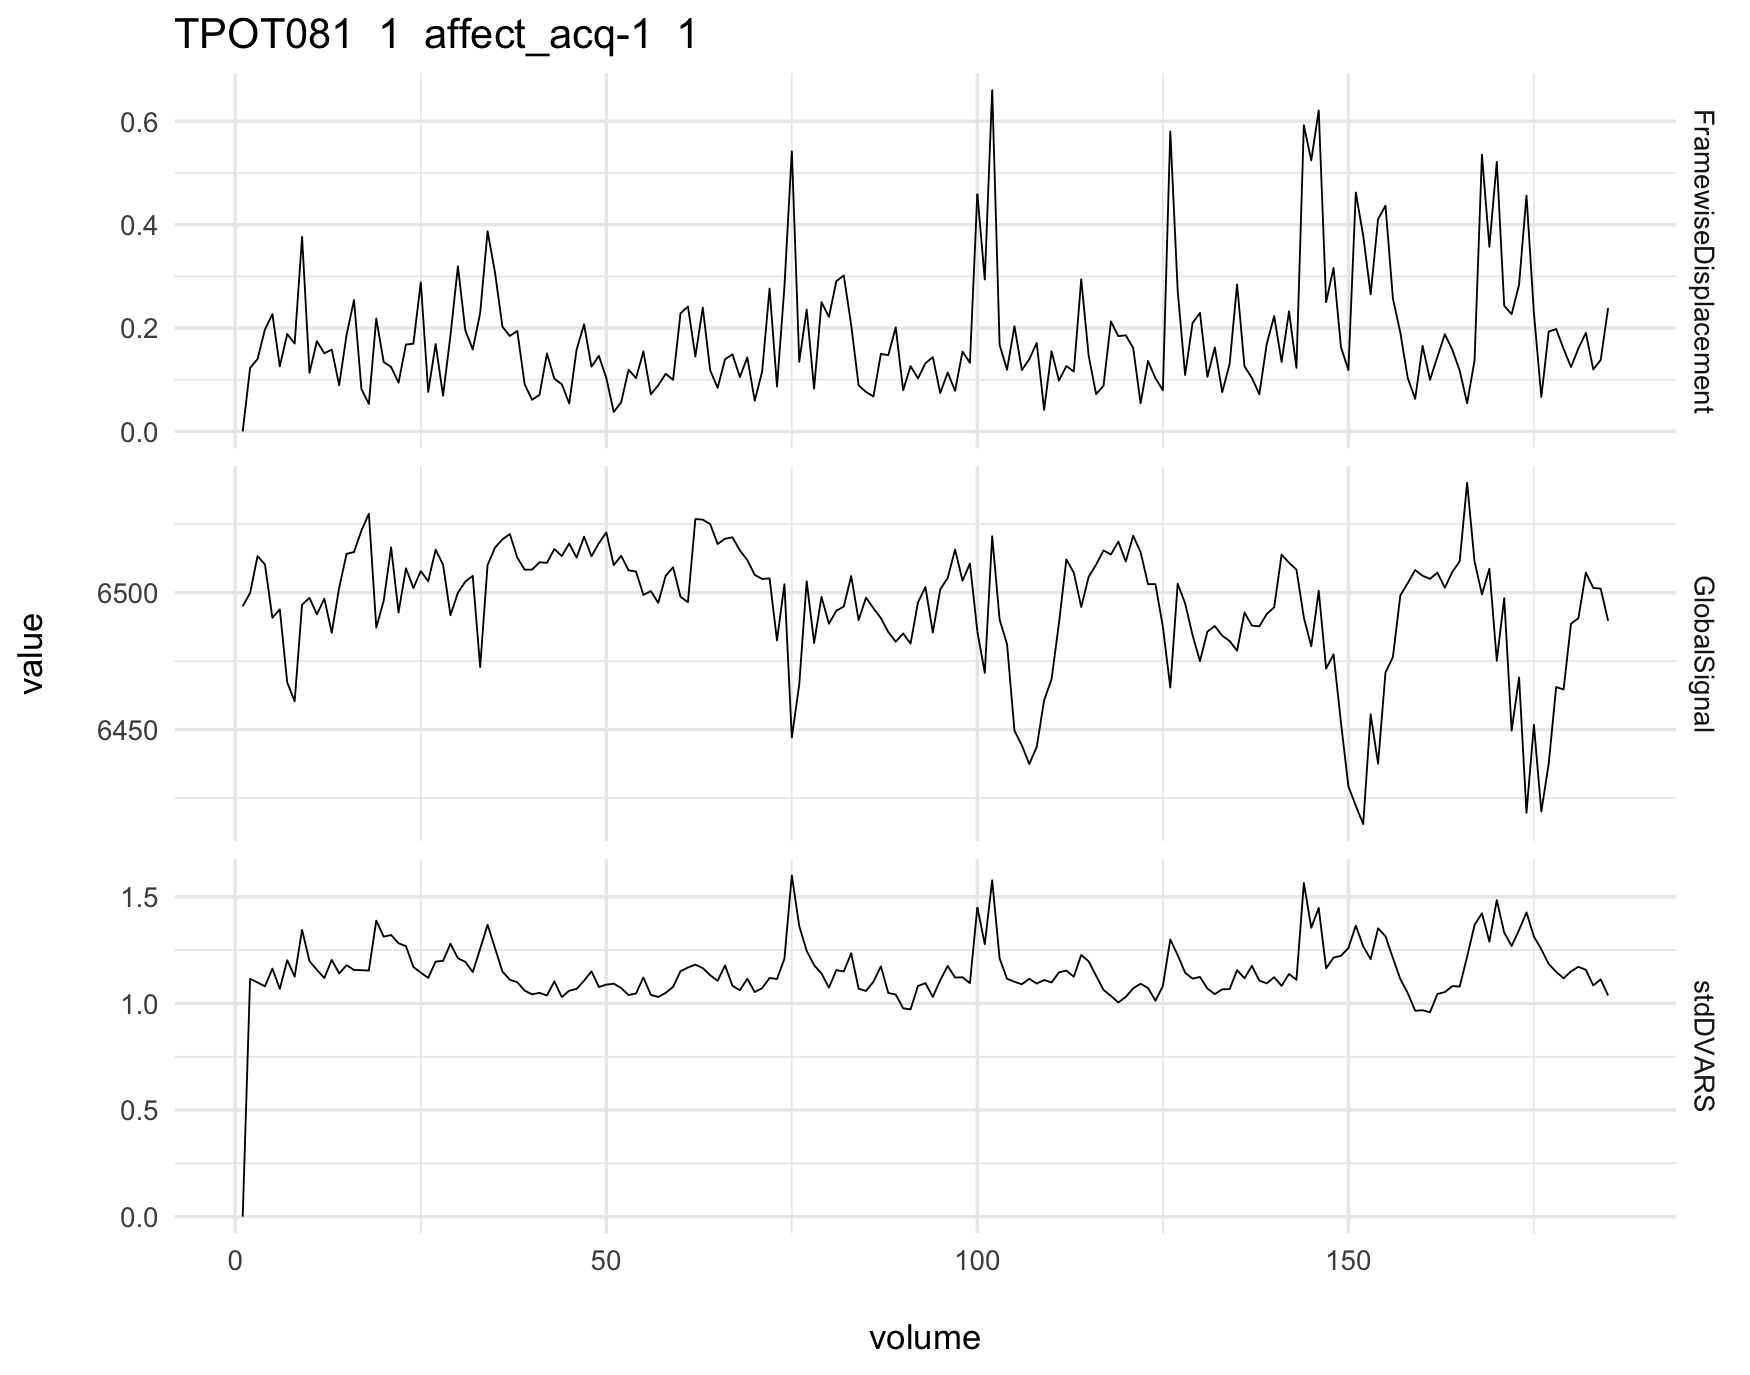 TPOT081 1 affect_acq-1 1
0.6
0.4
0.2
0.0
FramewiseDisplacement
6500
6450
GlobalSignal
value
1.5
1.0
0.5
0.0
stdDVARS
0 50 100 150
volume